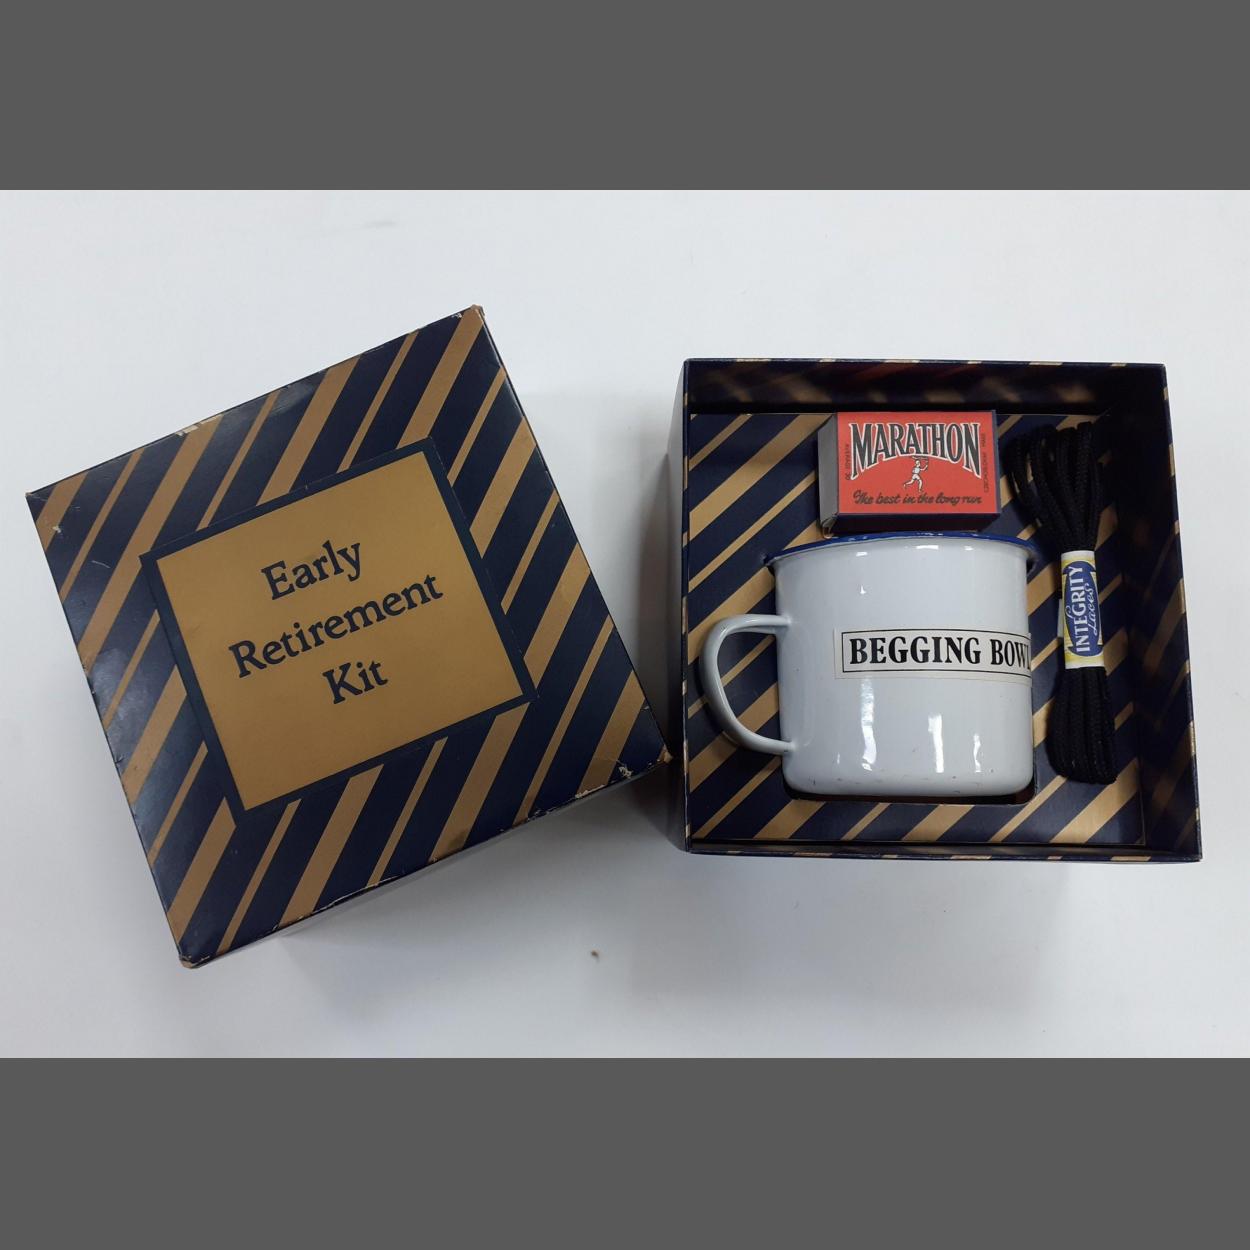 Early
Retirement
Kit
MARATHON
The best in the long run
BEGGING BOWL
INTEGRITY
Laces